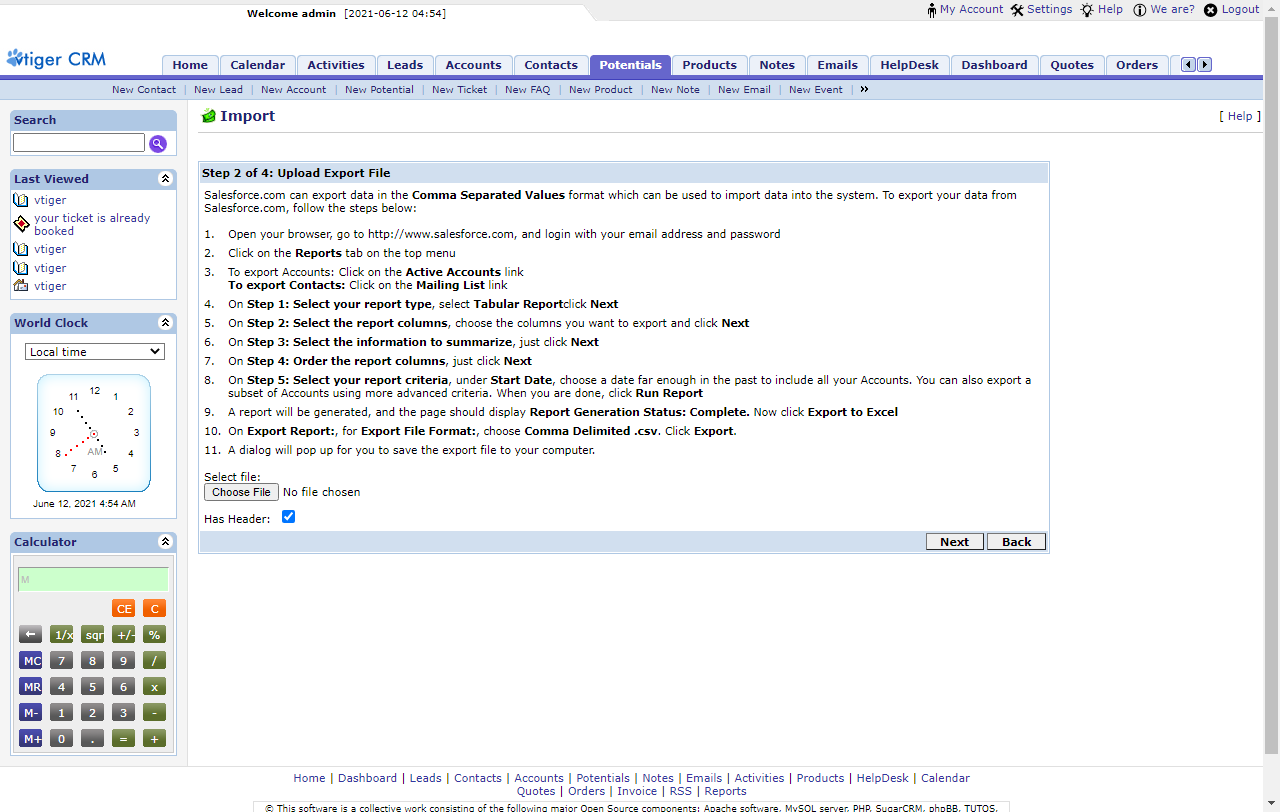 Welcome admin [2021-06-12 04:54]
My Account Settings Help We are? Logout
vtiger CRM
Home Calendar Activities Leads Accounts Contacts Potentials Products Notes Emails HelpDesk Dashboard Quotes Orders
New Contact | New Lead | New Account | New Potential | New Ticket | New FAQ | New Product | New Note | New Email | New Event | »
Search
Last Viewed
vtiger
your ticket is already
booked
vtiger
vtiger
vtiger
World Clock
Local time
12
1
2
3
4
5
6
7
8
9
10
11
AM
June 12, 2021 4:54 AM
Calculator
M
CE C
← 1/x sqr +/- %
MC 7 8 9 /
MR 4 5 6 x
M- 1 2 3 -
M+ 0 . = +
Import
[ Help ]
Step 2 of 4: Upload Export File
Salesforce.com can export data in the Comma Separated Values format which can be used to import data into the system. To export your data from
Salesforce.com, follow the steps below:
1. Open your browser, go to http://www.salesforce.com, and login with your email address and password
2. Click on the Reports tab on the top menu
3. To export Accounts: Click on the Active Accounts link
To export Contacts: Click on the Mailing List link
4. On Step 1: Select your report type, select Tabular Reportclick Next
5. On Step 2: Select the report columns, choose the columns you want to export and click Next
6. On Step 3: Select the information to summarize, just click Next
7. On Step 4: Order the report columns, just click Next
8. On Step 5: Select your report criteria, under Start Date, choose a date far enough in the past to include all your Accounts. You can also export a
subset of Accounts using more advanced criteria. When you are done, click Run Report
9. A report will be generated, and the page should display Report Generation Status: Complete. Now click Export to Excel
10. On Export Report:, for Export File Format:, choose Comma Delimited .csv. Click Export.
11. A dialog will pop up for you to save the export file to your computer.
Select file:
Choose File No file chosen
Has Header:
Next Back
Home | Dashboard | Leads | Contacts | Accounts | Potentials | Notes | Emails | Activities | Products | HelpDesk | Calendar
Quotes | Orders | Invoice | RSS | Reports
© This software is a collective work consisting of the following major Open Source components: Apache software, MySQL server, PHP, SugarCRM, phpBB, TUTOS,